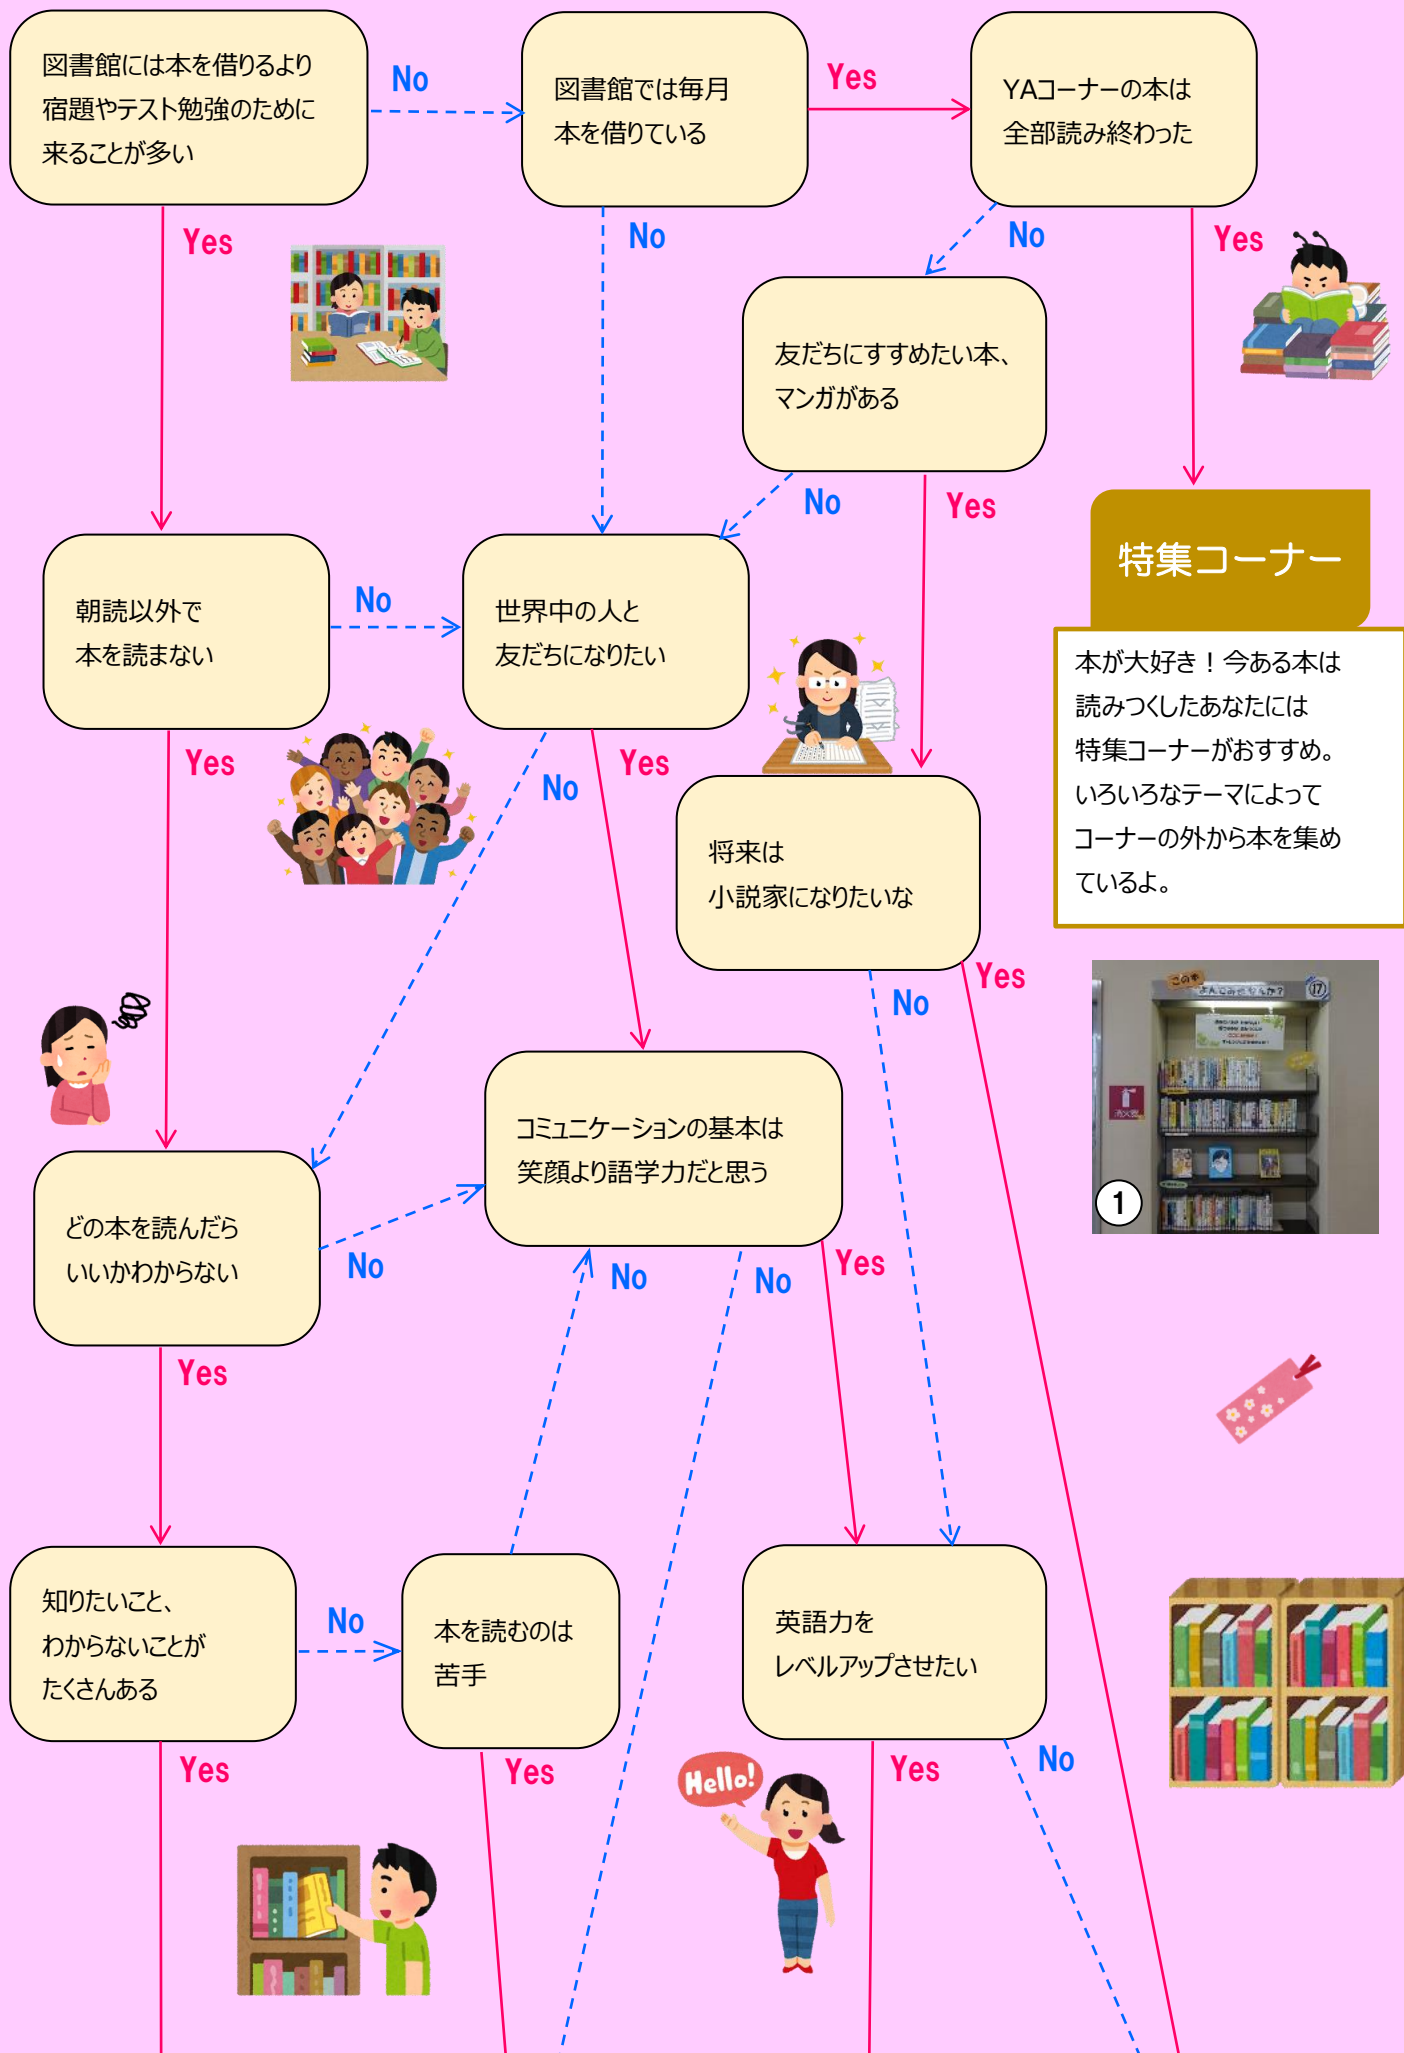 図書館には本を借りるより
宿題やテスト勉強のために
来ることが多い
No
図書館では毎月
本を借りている
Yes
YAコーナーの本は
全部読み終わった
Yes
No
No
Yes
友だちにすすめたい本、
マンガがある
No
Yes
特集コーナー
本が大好き!今ある本は
読みつくしたあなたには
特集コーナーがおすすめ。
いろいろなテーマによって
コーナーの外から本を集め
ているよ。
朝読以外で
本を読まない
No
世界中の人と
友だちになりたい
Yes
No
Yes
将来は
小説家になりたいな
No
Yes
この本
よんでみませんか?
17
消火器
1
コミュニケーションの基本は
笑顔より語学力だと思う
どの本を読んだら
いいかわからない
No
No
No
Yes
Yes
知りたいこと、
わからないことが
たくさんある
No
本を読むのは
苦手
英語力を
レベルアップさせたい
Yes
Yes
Hello!
Yes
No